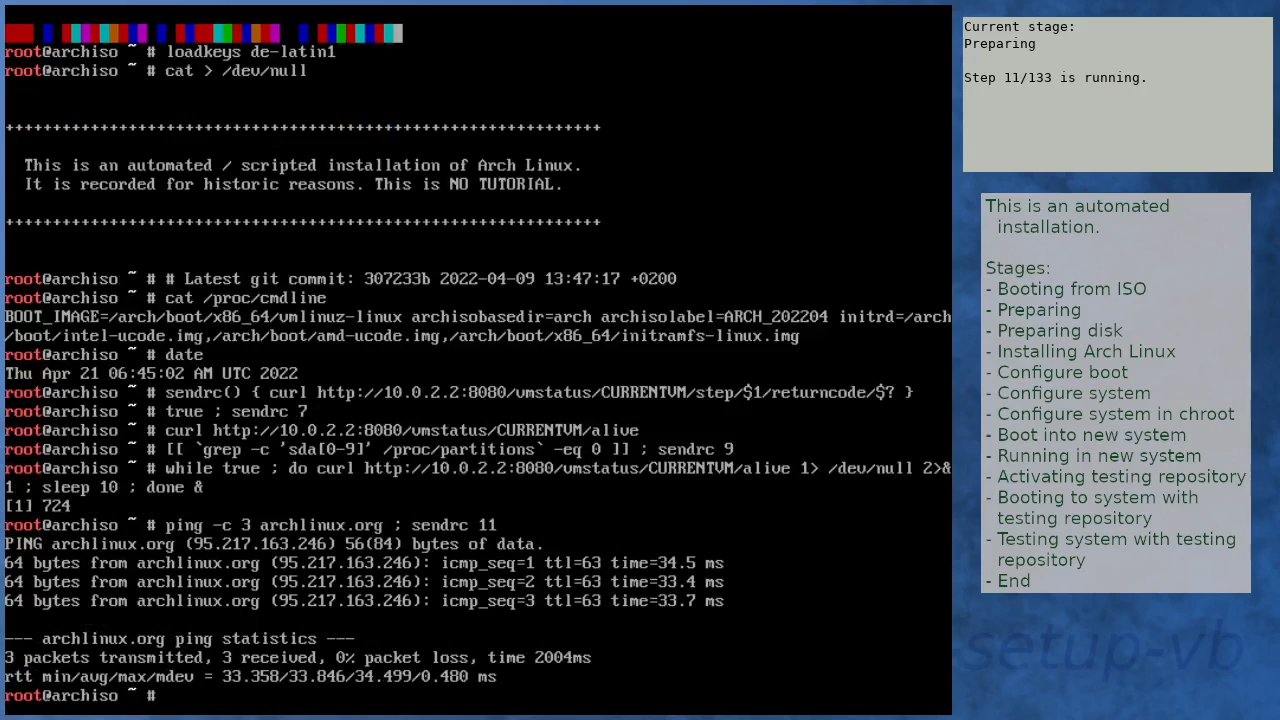 root@archiso ~ # loadkeys de-latin1
root@archiso ~ # cat > /dev/null
+++++++++++++++++++++++++++++++++++++++++++++++++++++++++++++++
This is an automated / scripted installation of Arch Linux.
It is recorded for historic reasons. This is NO TUTORIAL.
+++++++++++++++++++++++++++++++++++++++++++++++++++++++++++++++
root@archiso ~ # # Latest git commit: 307233b 2022-04-09 13:47:17 +0200
root@archiso ~ # cat /proc/cmdline
BOOT_IMAGE=/arch/boot/x86_64/vmlinuz-linux archisobasedir=arch archisolabel=ARCH_202204 initrd=/arch
/boot/intel-ucode.img,/arch/boot/amd-ucode.img,/arch/boot/x86_64/initramfs-linux.img
root@archiso ~ # date
Thu Apr 21 06:45:02 AM UTC 2022
root@archiso ~ # sendrc() { curl http://10.0.2.2:8080/vmstatus/CURRENTVM/step/$1/returncode/$? }
root@archiso ~ # true ; sendrc 7
root@archiso ~ # curl http://10.0.2.2:8080/vmstatus/CURRENTVM/alive
root@archiso ~ # [[ `grep -c 'sda[0-9]' /proc/partitions` -eq 0 ]] ; sendrc 9
root@archiso ~ # while true ; do curl http://10.0.2.2:8080/vmstatus/CURRENTVM/alive 1> /dev/null 2>&
1 ; sleep 10 ; done &
[1] 724
root@archiso ~ # ping -c 3 archlinux.org ; sendrc 11
PING archlinux.org (95.217.163.246) 56(84) bytes of data.
64 bytes from archlinux.org (95.217.163.246): icmp_seq=1 ttl=63 time=34.5 ms
64 bytes from archlinux.org (95.217.163.246): icmp_seq=2 ttl=63 time=33.4 ms
64 bytes from archlinux.org (95.217.163.246): icmp_seq=3 ttl=63 time=33.7 ms
--- archlinux.org ping statistics ---
3 packets transmitted, 3 received, 0% packet loss, time 2004ms
rtt min/avg/max/mdev = 33.358/33.846/34.499/0.480 ms
root@archiso ~ #
Current stage:
Preparing
Step 11/133 is running.
This is an automated
installation.
Stages:
- Booting from ISO
- Preparing
- Preparing disk
- Installing Arch Linux
- Configure boot
- Configure system
- Configure system in chroot
- Boot into new system
- Running in new system
- Activating testing repository
- Booting to system with
testing repository
- Testing system with testing
repository
- End
setup-vb